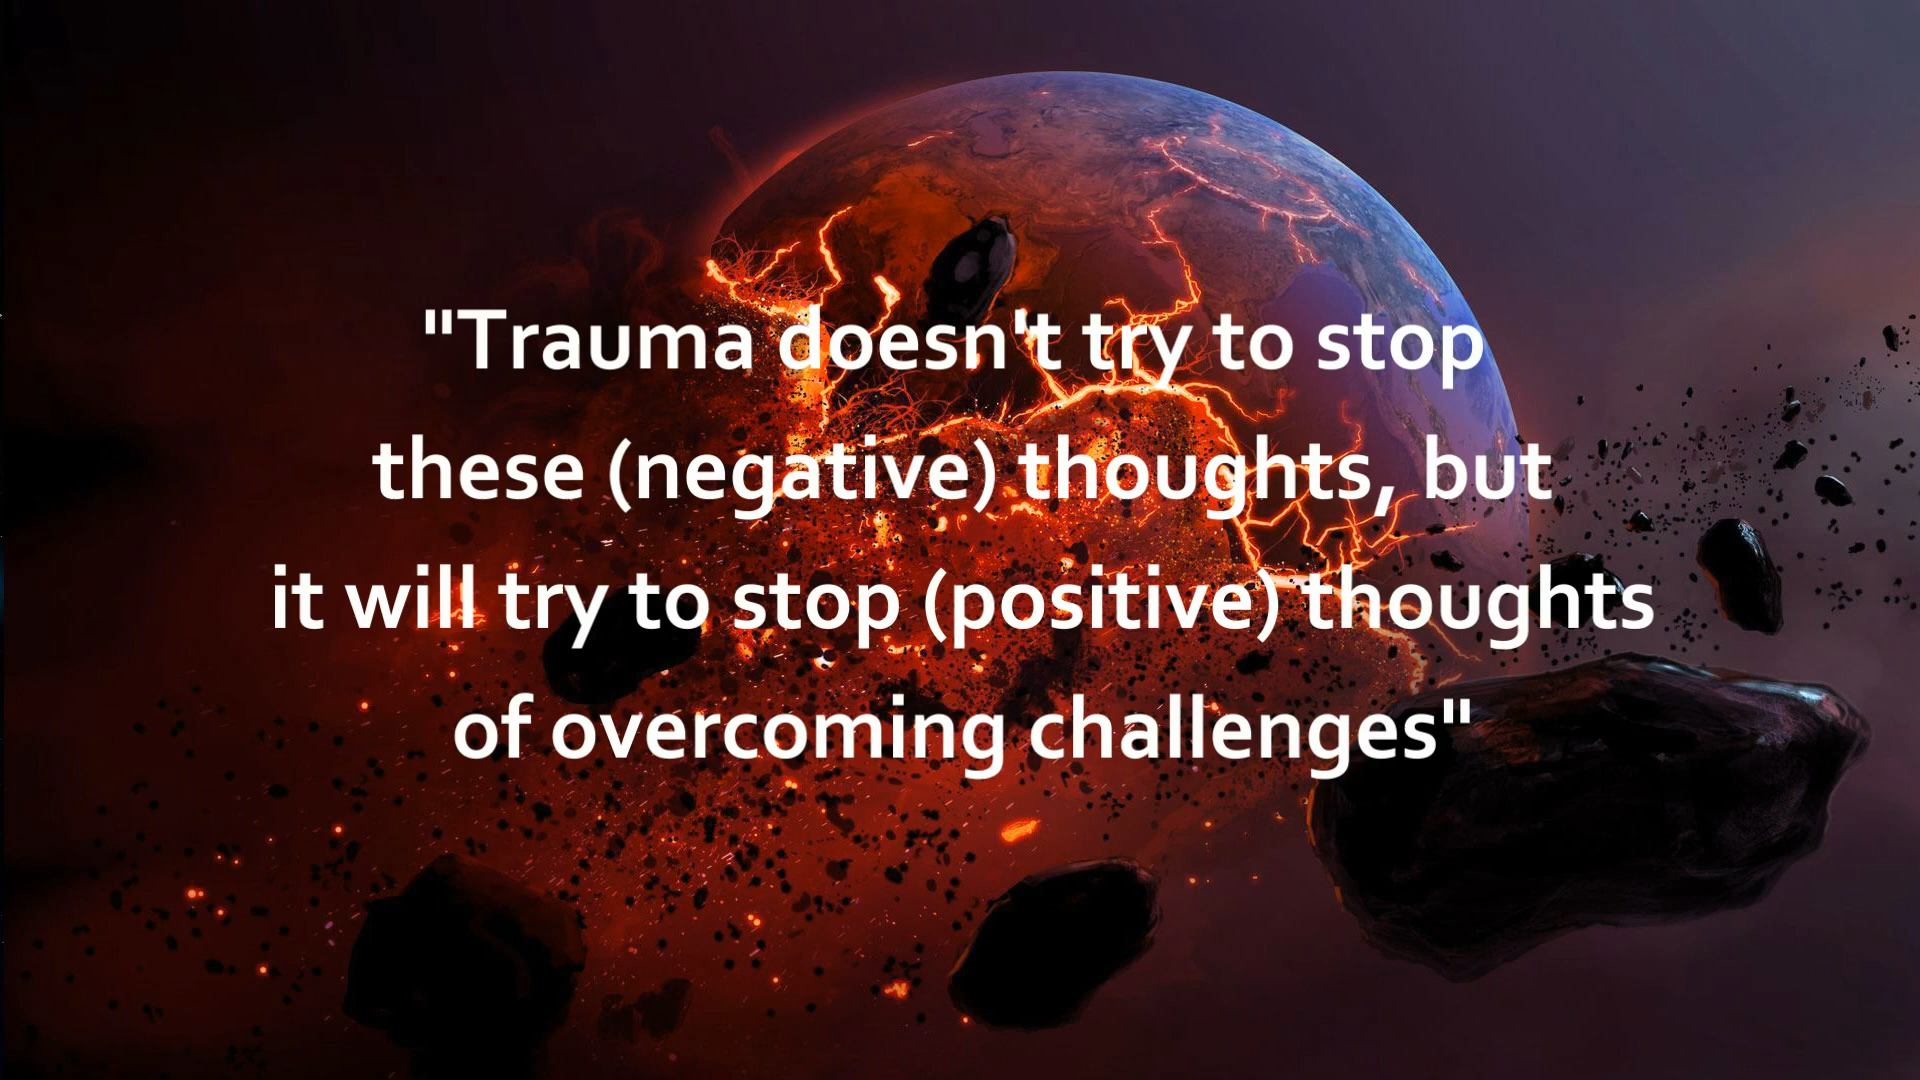 "Trauma doesn't try to stop
these (negative) thoughts, but
it will try to stop (positive) thoughts
of overcoming challenges"